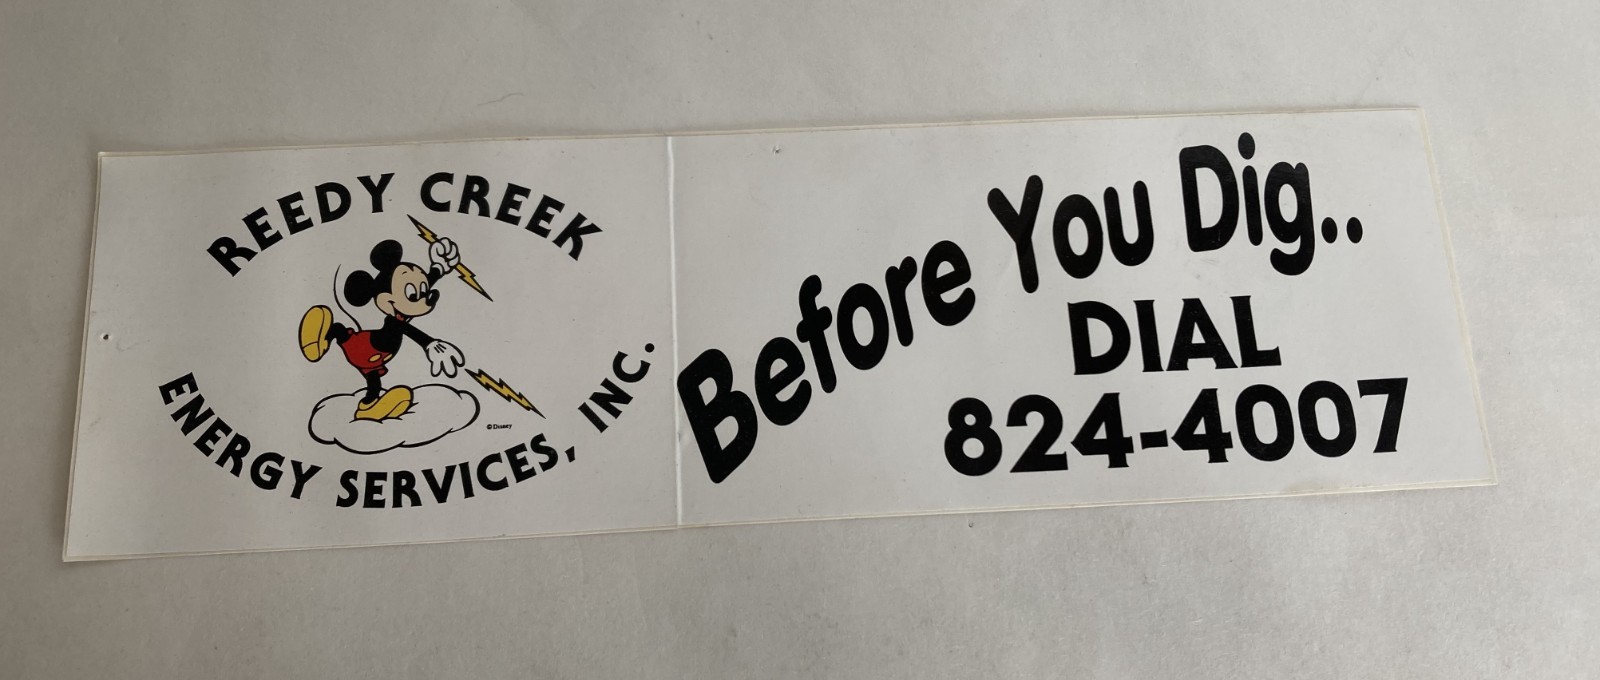 REEDY CREEK
ENERGY SERVICES, INC.
©Disney
Before You Dig..
DIAL
824-4007